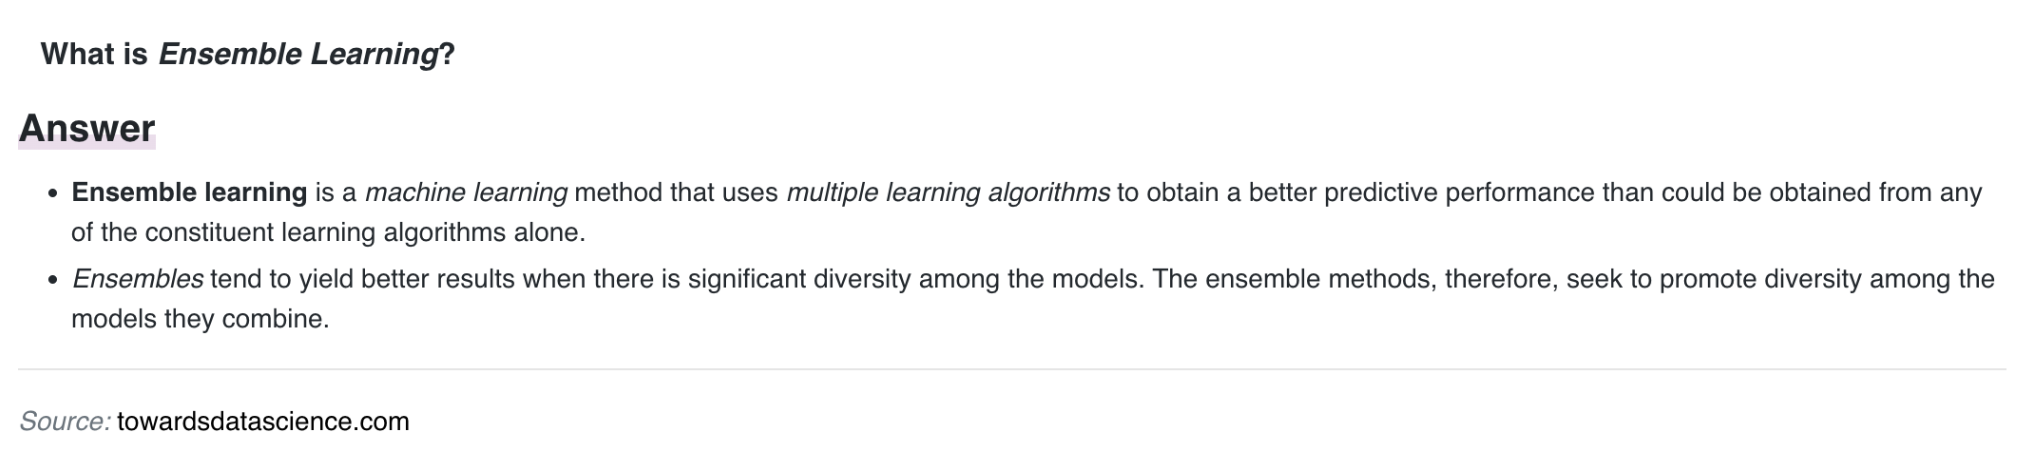 What is Ensemble Learning?
Answer
• Ensemble learning is a machine learning method that uses multiple learning algorithms to obtain a better predictive performance than could be obtained from any
of the constituent learning algorithms alone.
• Ensembles tend to yield better results when there is significant diversity among the models. The ensemble methods, therefore, seek to promote diversity among the
models they combine.
Source: towardsdatascience.com